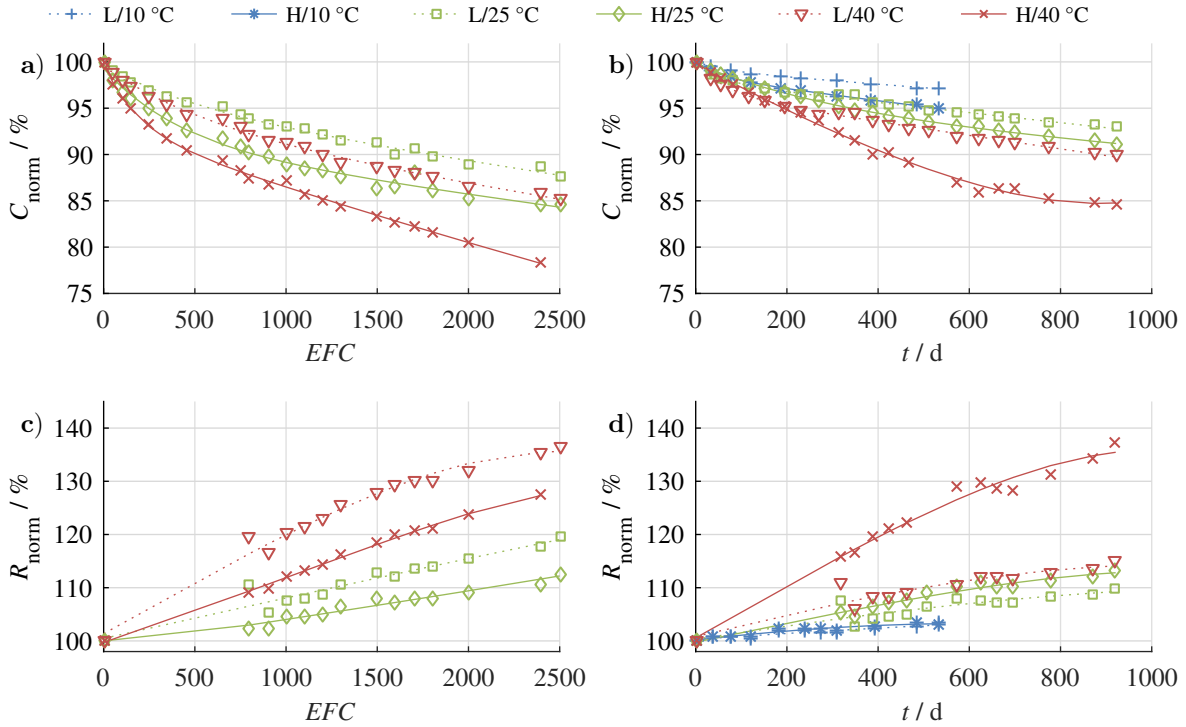 L/10 °C H/10 °C L/25 °C H/25 °C L/40 °C H/40 °C
a)
C_norm / %
100
95
90
85
80
75
0 500 1000 1500 2000 2500
EFC
b)
C_norm / %
100
95
90
85
80
75
0 200 400 600 800 1000
t / d
c)
R_norm / %
140
130
120
110
100
0 500 1000 1500 2000 2500
EFC
d)
R_norm / %
140
130
120
110
100
0 200 400 600 800 1000
t / d